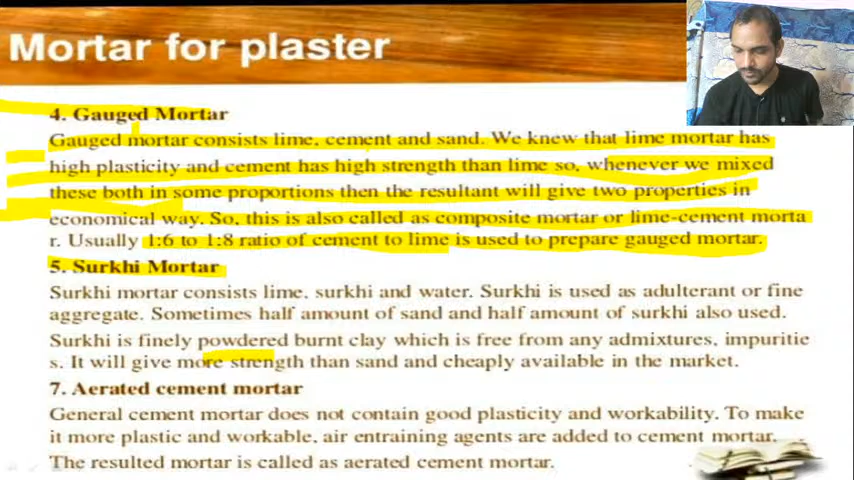 Mortar for plaster
4. Gauged Mortar
Gauged mortar consists lime, cement and sand. We knew that lime mortar has
high plasticity and cement has high strength than lime so, whenever we mixed
these both in some proportions then the resultant will give two properties in
economical way. So, this is also called as composite mortar or lime-cement morta
r. Usually 1:6 to 1:8 ratio of cement to lime is used to prepare gauged mortar.
5. Surkhi Mortar
Surkhi mortar consists lime, surkhi and water. Surkhi is used as adulterant or fine
aggregate. Sometimes half amount of sand and half amount of surkhi also used.
Surkhi is finely powdered burnt clay which is free from any admixtures, impuritie
s. It will give more strength than sand and cheaply available in the market.
7. Aerated cement mortar
General cement mortar does not contain good plasticity and workability. To make
it more plastic and workable, air entraining agents are added to cement mortar.
The resulted mortar is called as aerated cement mortar.